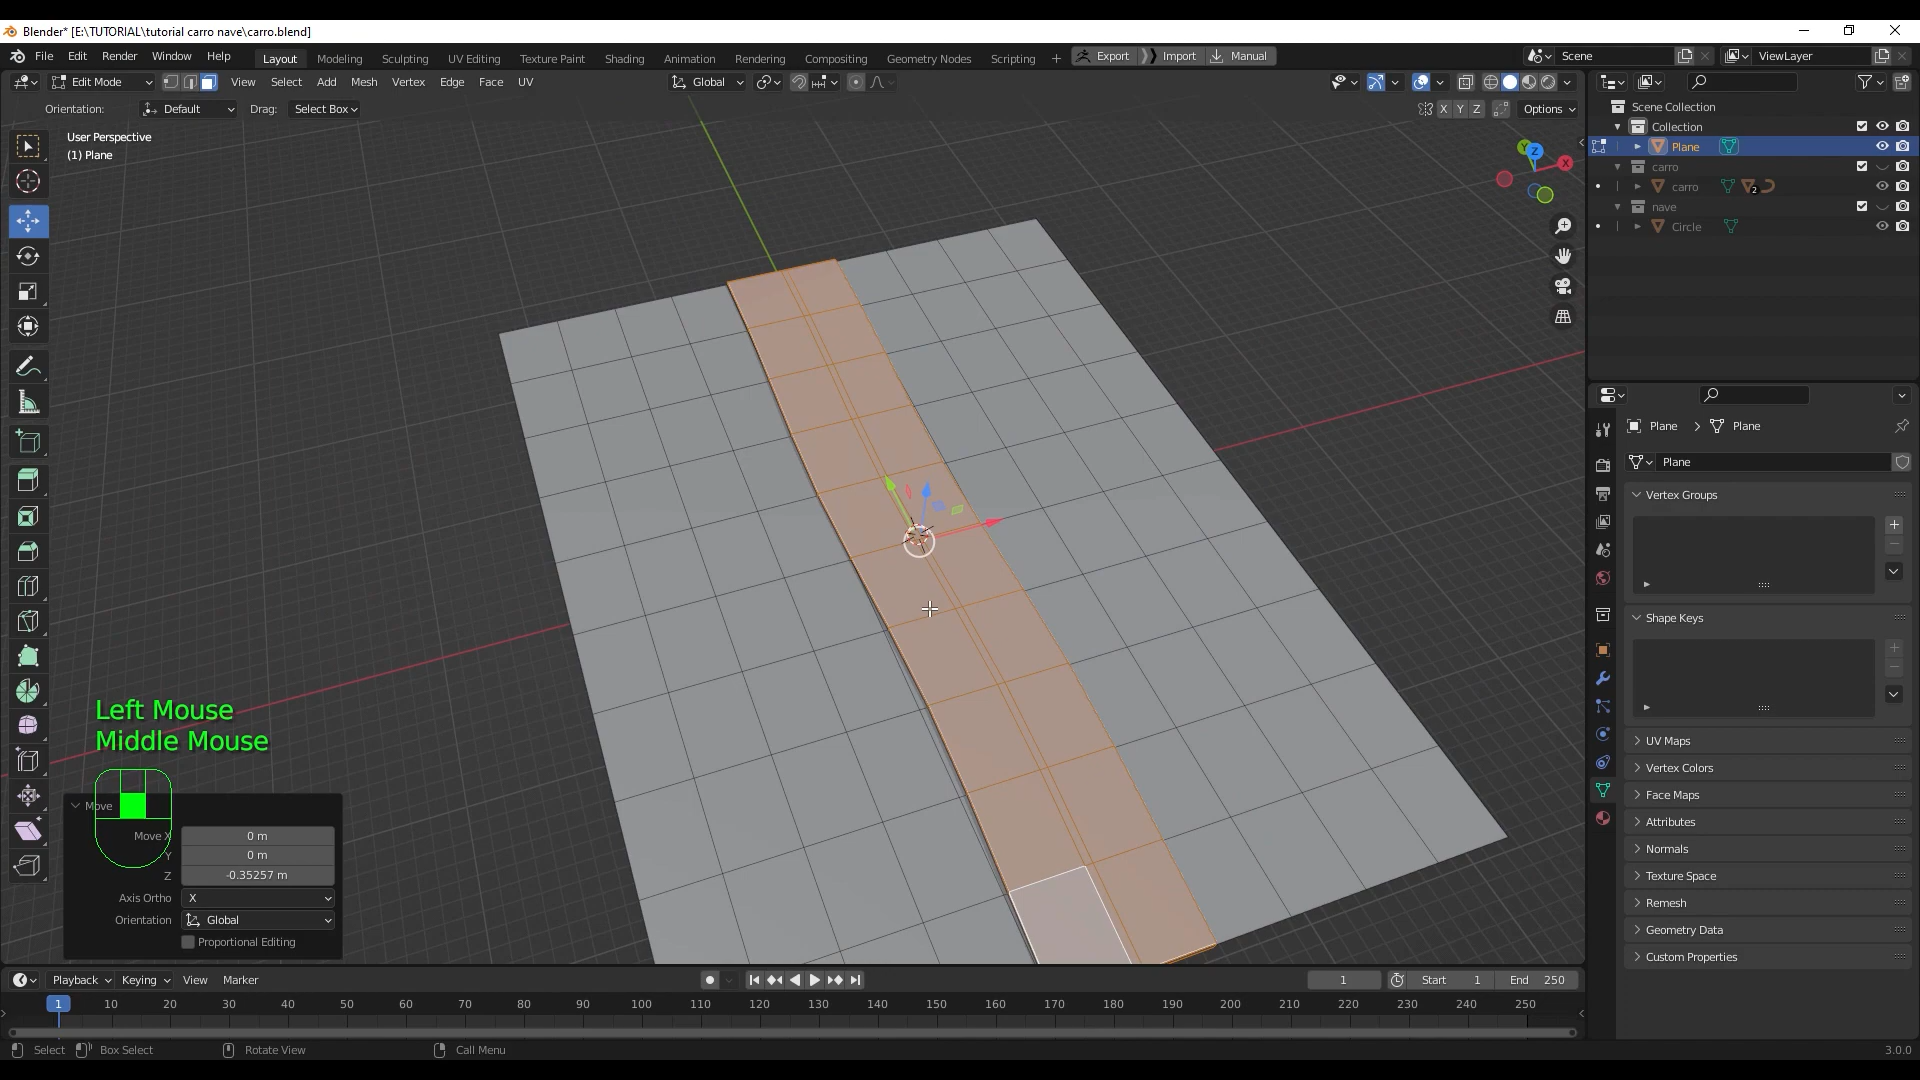 Blender* [E:\TUTORIAL\tutorial carro nave\carro.blend]
File Edit Render Window Help Layout Modeling Sculpting UV Editing Texture Paint Shading Animation Rendering Compositing Geometry Nodes Scripting + Export Import Manual Scene ViewLayer
Edit Mode View Select Add Mesh Vertex Edge Face UV Global
Orientation: Default Drag: Select Box X Y Z Options
User Perspective
(1) Plane
Z
Y
X
Scene Collection
Collection
Plane
carro
carro 2
nave
Circle
Plane > Plane
Plane
Vertex Groups
Shape Keys
UV Maps
Vertex Colors
Face Maps
Attributes
Normals
Texture Space
Remesh
Geometry Data
Custom Properties
Left Mouse
Middle Mouse
Move
Move X 0 m
Y 0 m
Z -0.35257 m
Axis Ortho X
Orientation Global
Proportional Editing
Playback Keying View Marker 1 Start 1 End 250
1 10 20 30 40 50 60 70 80 90 100 110 120 130 140 150 160 170 180 190 200 210 220 230 240 250
Select Box Select Rotate View Call Menu 3.0.0